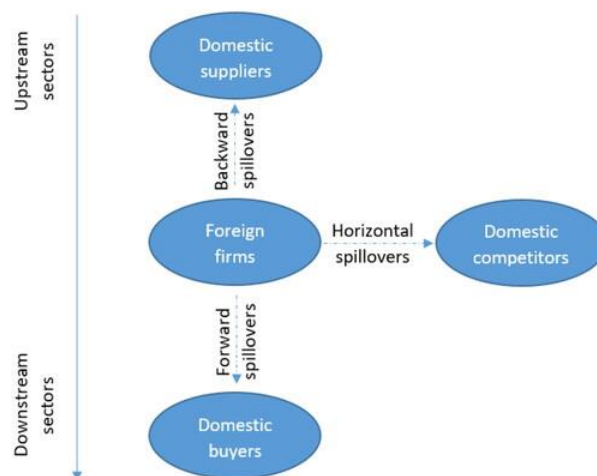 Upstream
sectors
Domestic
suppliers
Backward
spillovers
Foreign
firms
Horizontal
spillovers
Domestic
competitors
Forward
spillovers
Downstream
sectors
Domestic
buyers